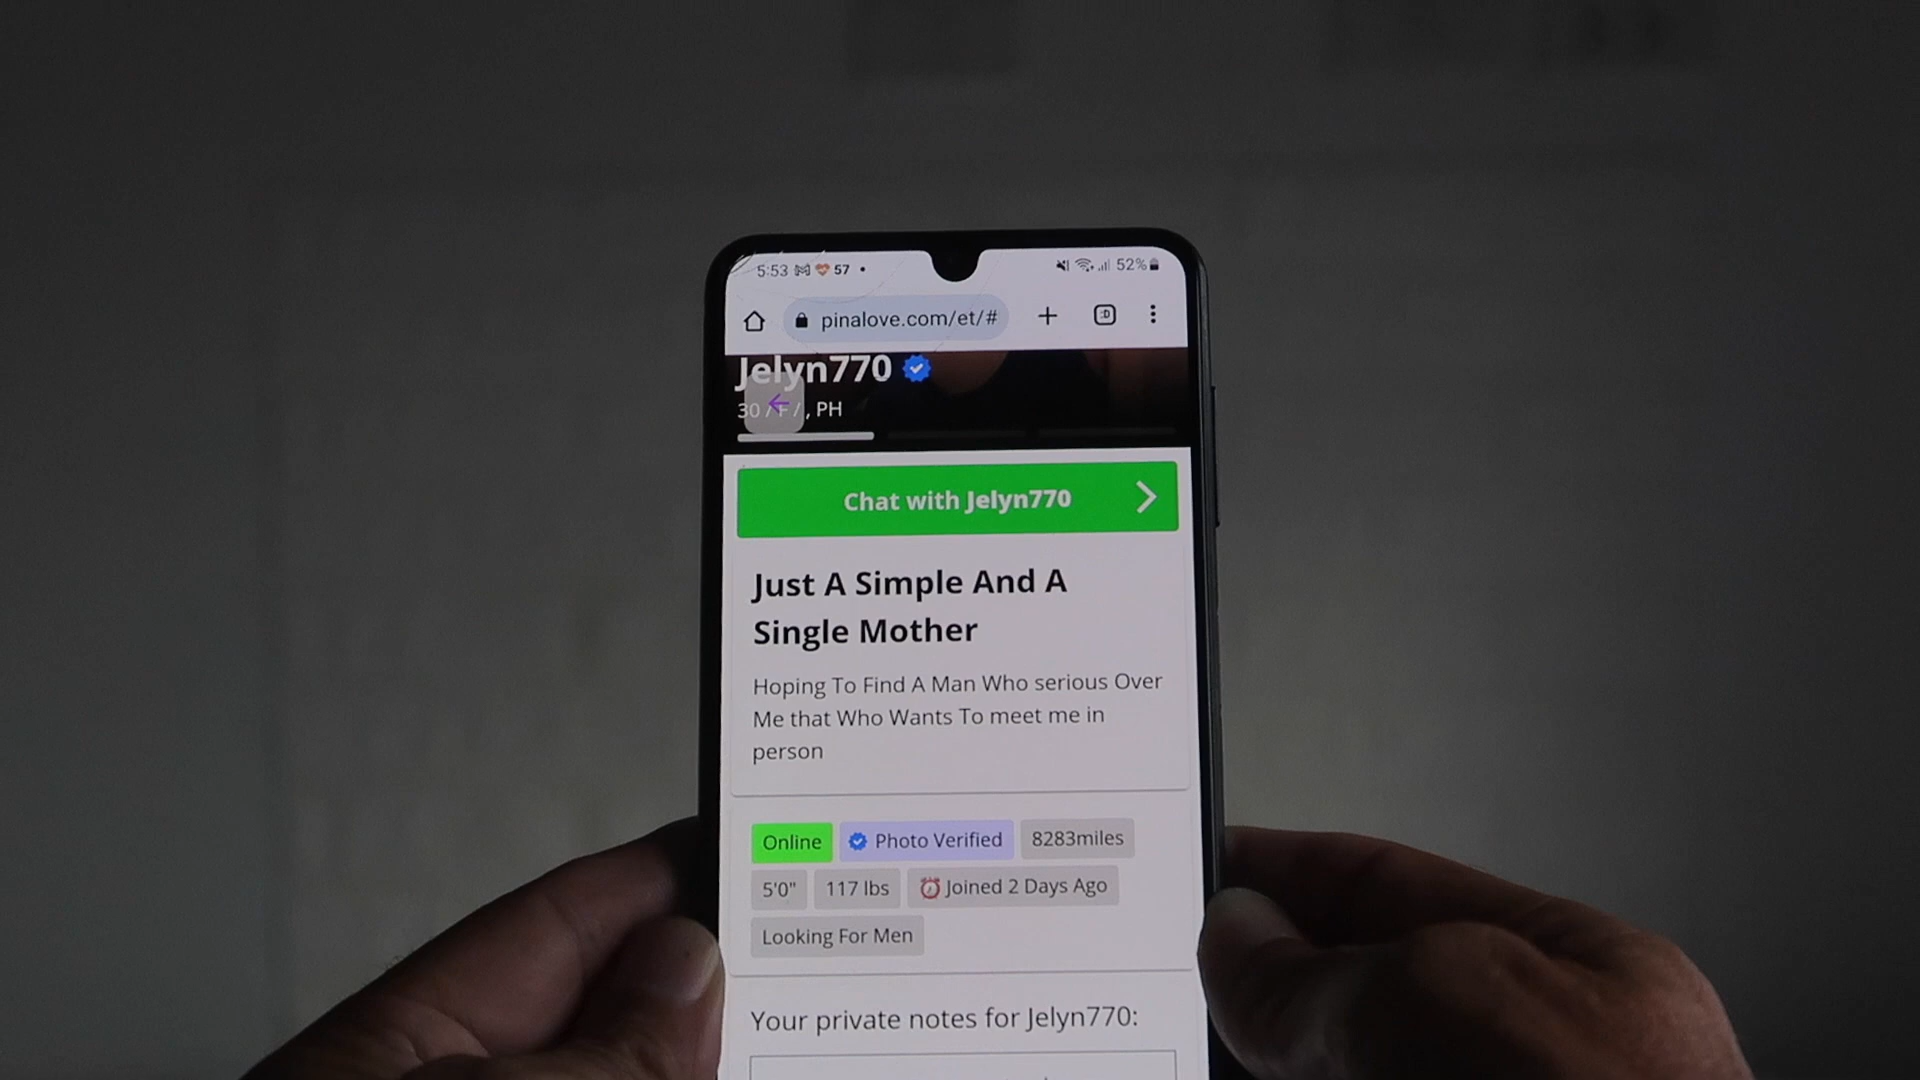 5:53 57 • 52%
pinalove.com/et/#
Jelyn770
30 / F / , PH
Chat with Jelyn770
Just A Simple And A
Single Mother
Hoping To Find A Man Who serious Over
Me that Who Wants To meet me in
person
Online Photo Verified 8283miles
5'0" 117 lbs Joined 2 Days Ago
Looking For Men
Your private notes for Jelyn770: